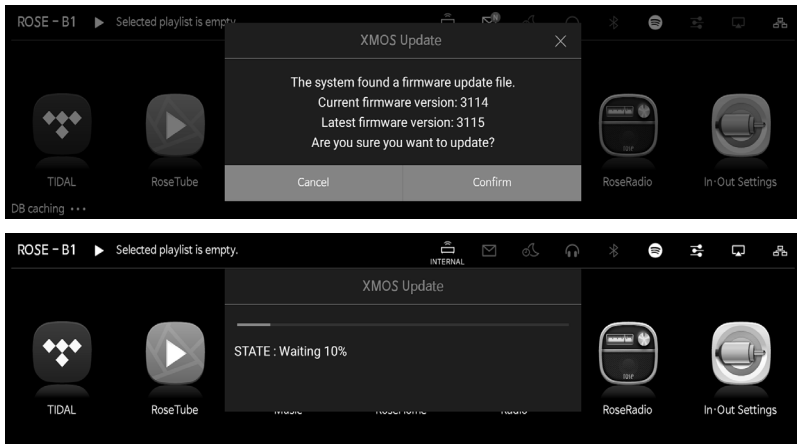 ROSE - B1 ▶ Selected playlist is empty. N
XMOS Update
The system found a firmware update file.
Current firmware version: 3114
Latest firmware version: 3115
Are you sure you want to update?
Cancel Confirm
TIDAL RoseTube RoseRadio In·Out Settings
DB caching •••
ROSE - B1 ▶ Selected playlist is empty. INTERNAL
XMOS Update
STATE : Waiting 10%
TIDAL RoseTube Music RoseHome Radio RoseRadio In·Out Settings